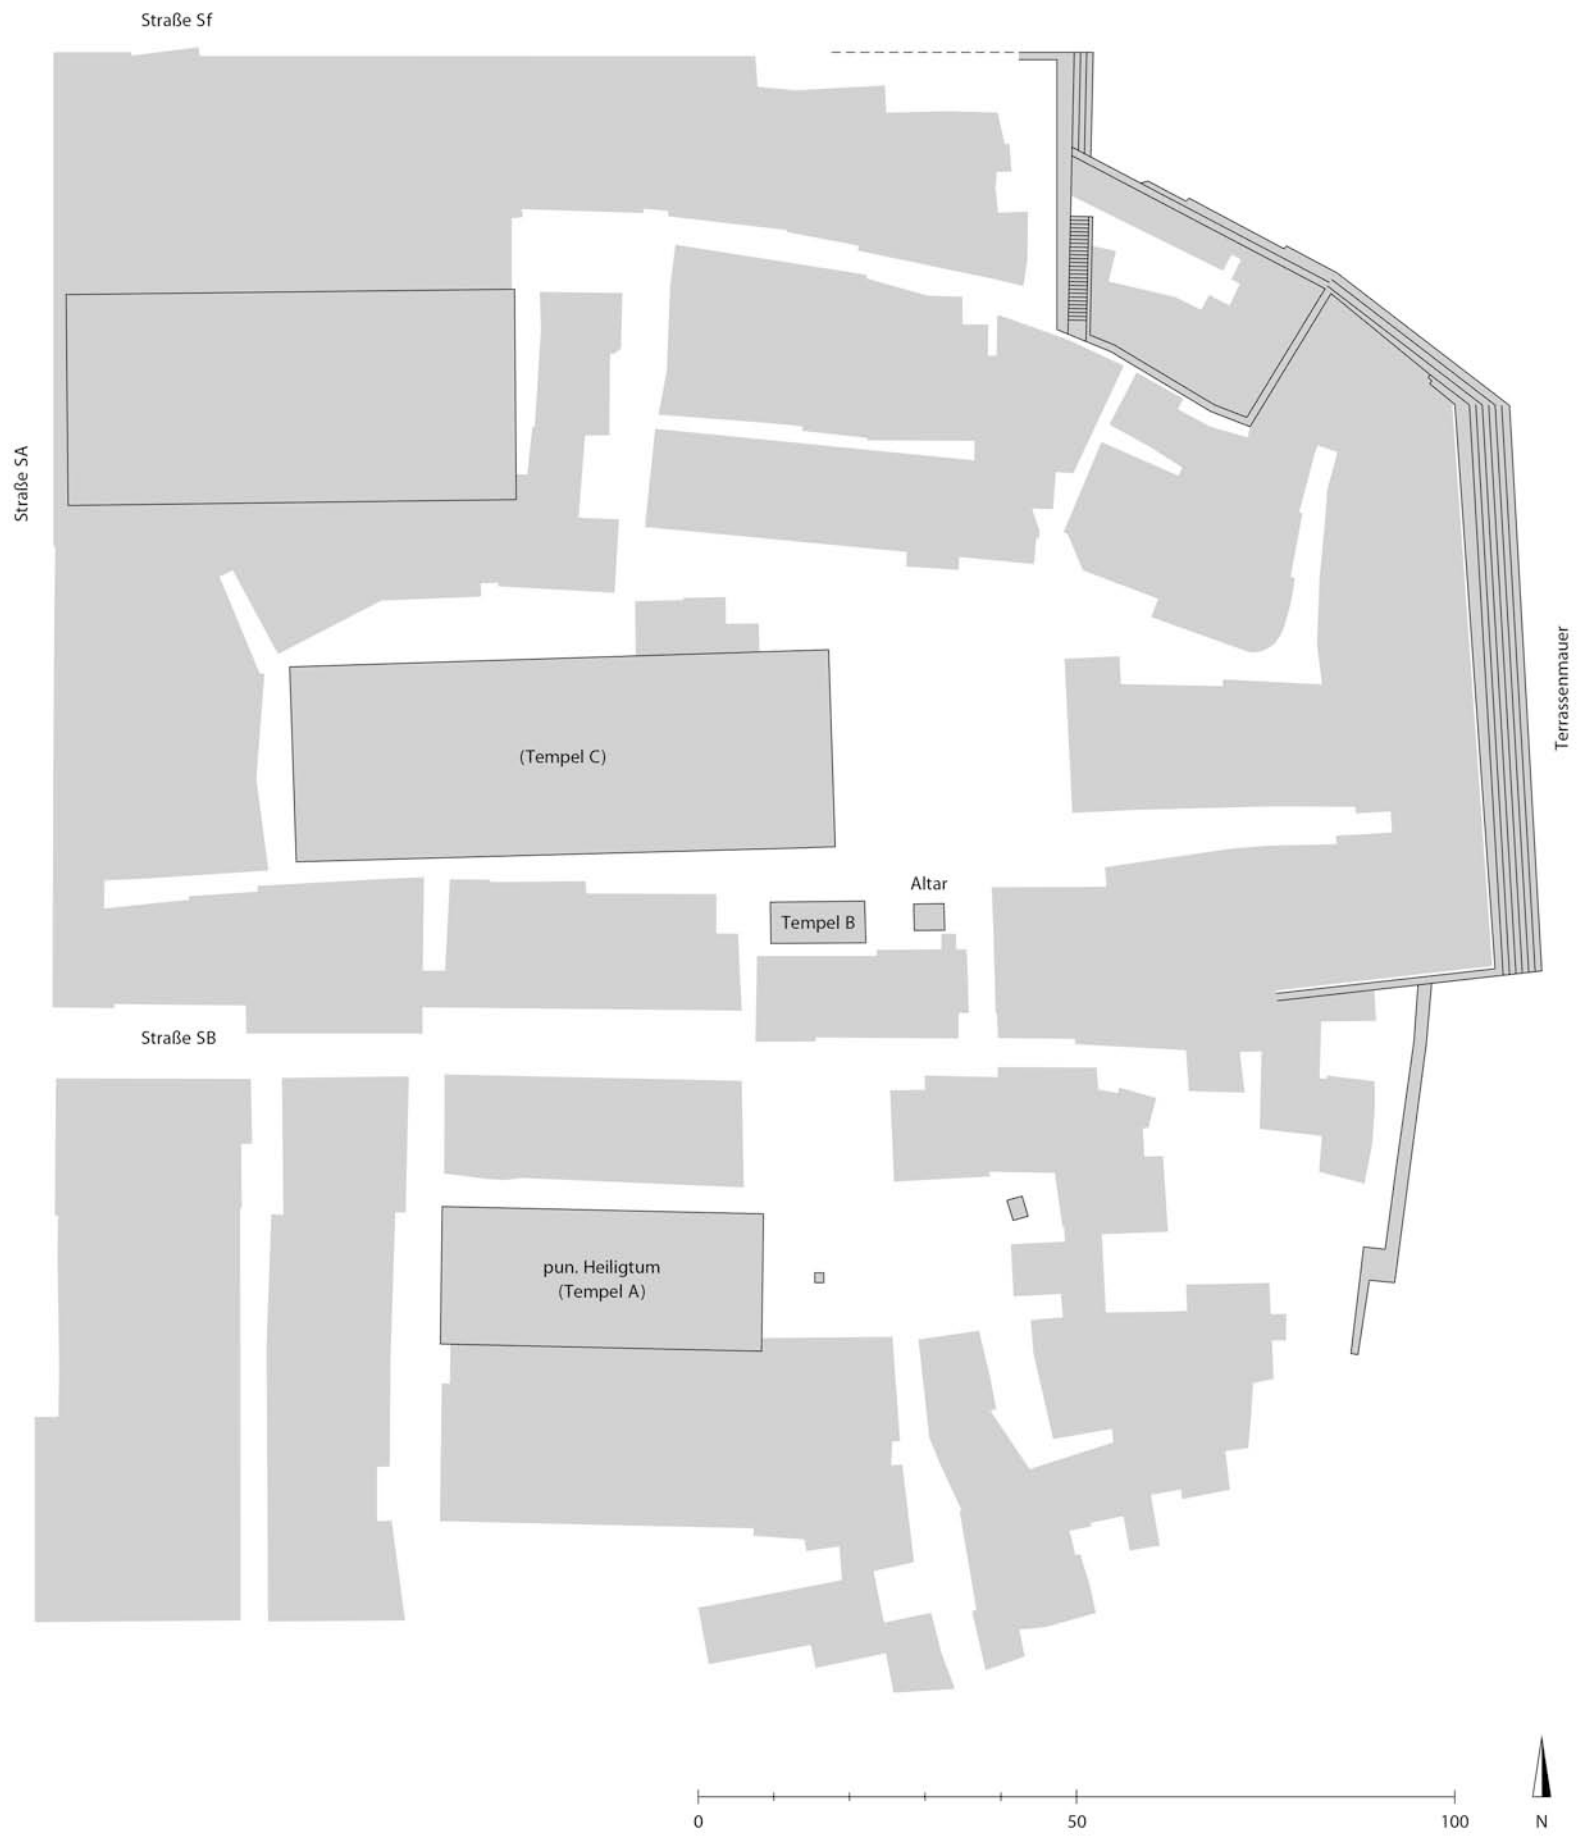 Straße Sf
Straße SA
(Tempel C)
Terrassenmauer
Altar
Tempel B
Straße SB
pun. Heiligtum
(Tempel A)
0
50
100
N